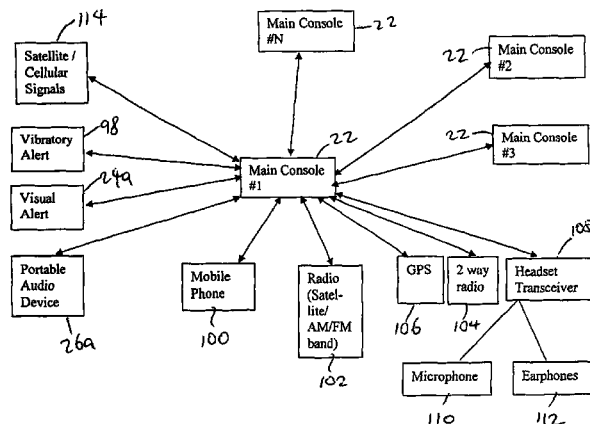 114
Satellite /
Cellular
Signals
Main Console
#N
22
22
Main Console
#2
98
Vibratory
Alert
22
Main Console
#1
22
Main Console
#3
24a
Visual
Alert
Portable
Audio
Device
26a
Mobile
Phone
100
Radio
(Satel-
lite/
AM/FM
band)
102
GPS
106
2 way
radio
104
108
Headset
Transceiver
Microphone
110
Earphones
112